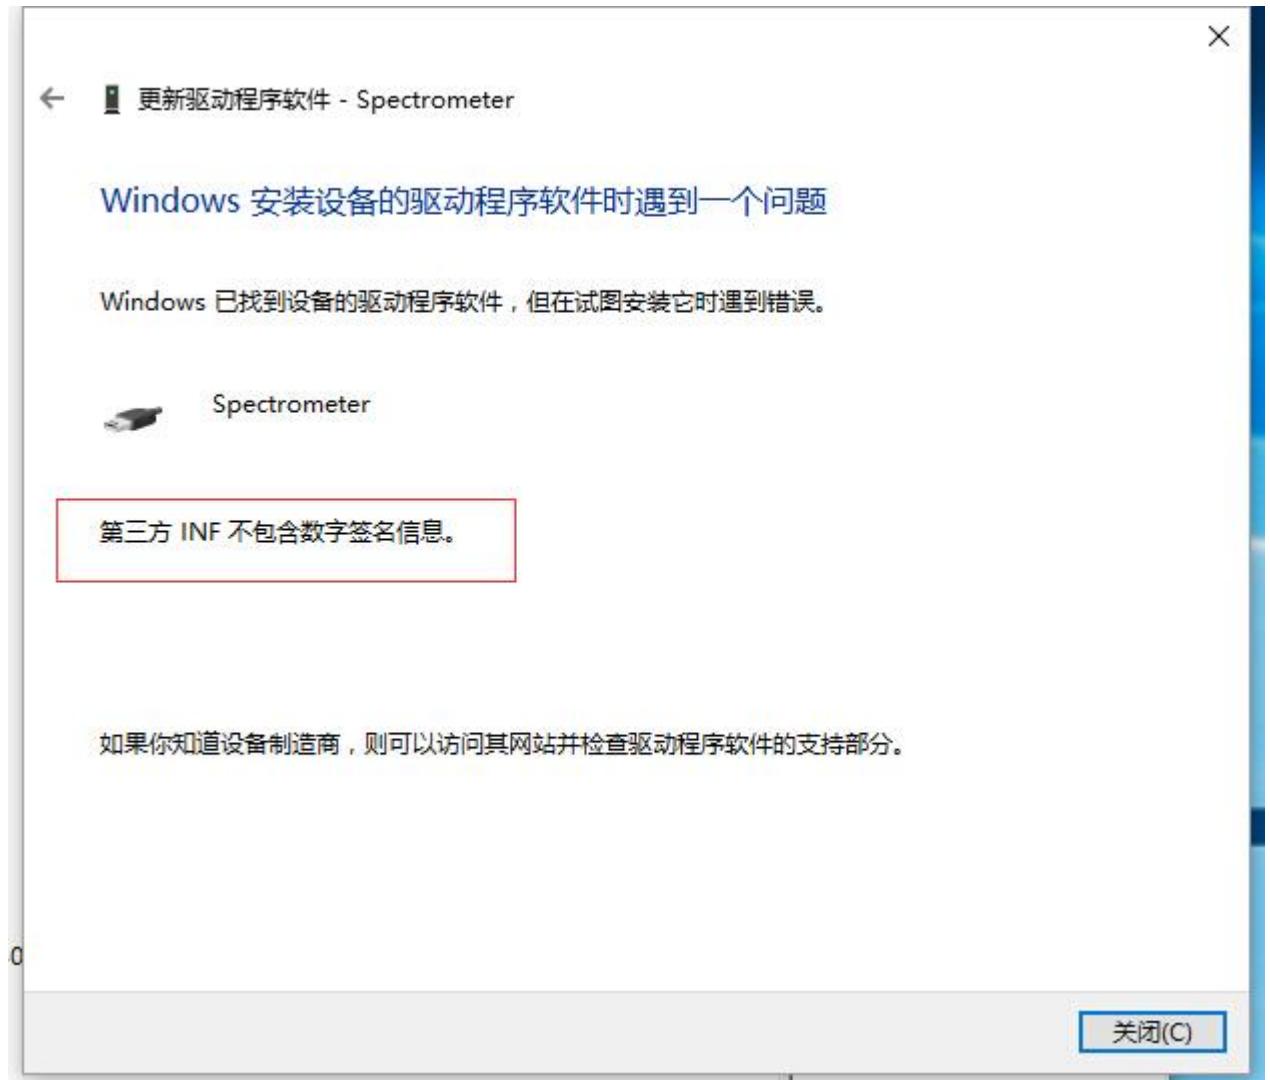 更新驱动程序软件 - Spectrometer
Windows 安装设备的驱动程序软件时遇到一个问题
Windows 已找到设备的驱动程序软件，但在试图安装它时遇到错误。
Spectrometer
第三方 INF 不包含数字签名信息。
如果你知道设备制造商，则可以访问其网站并检查驱动程序软件的支持部分。
0
关闭(C)